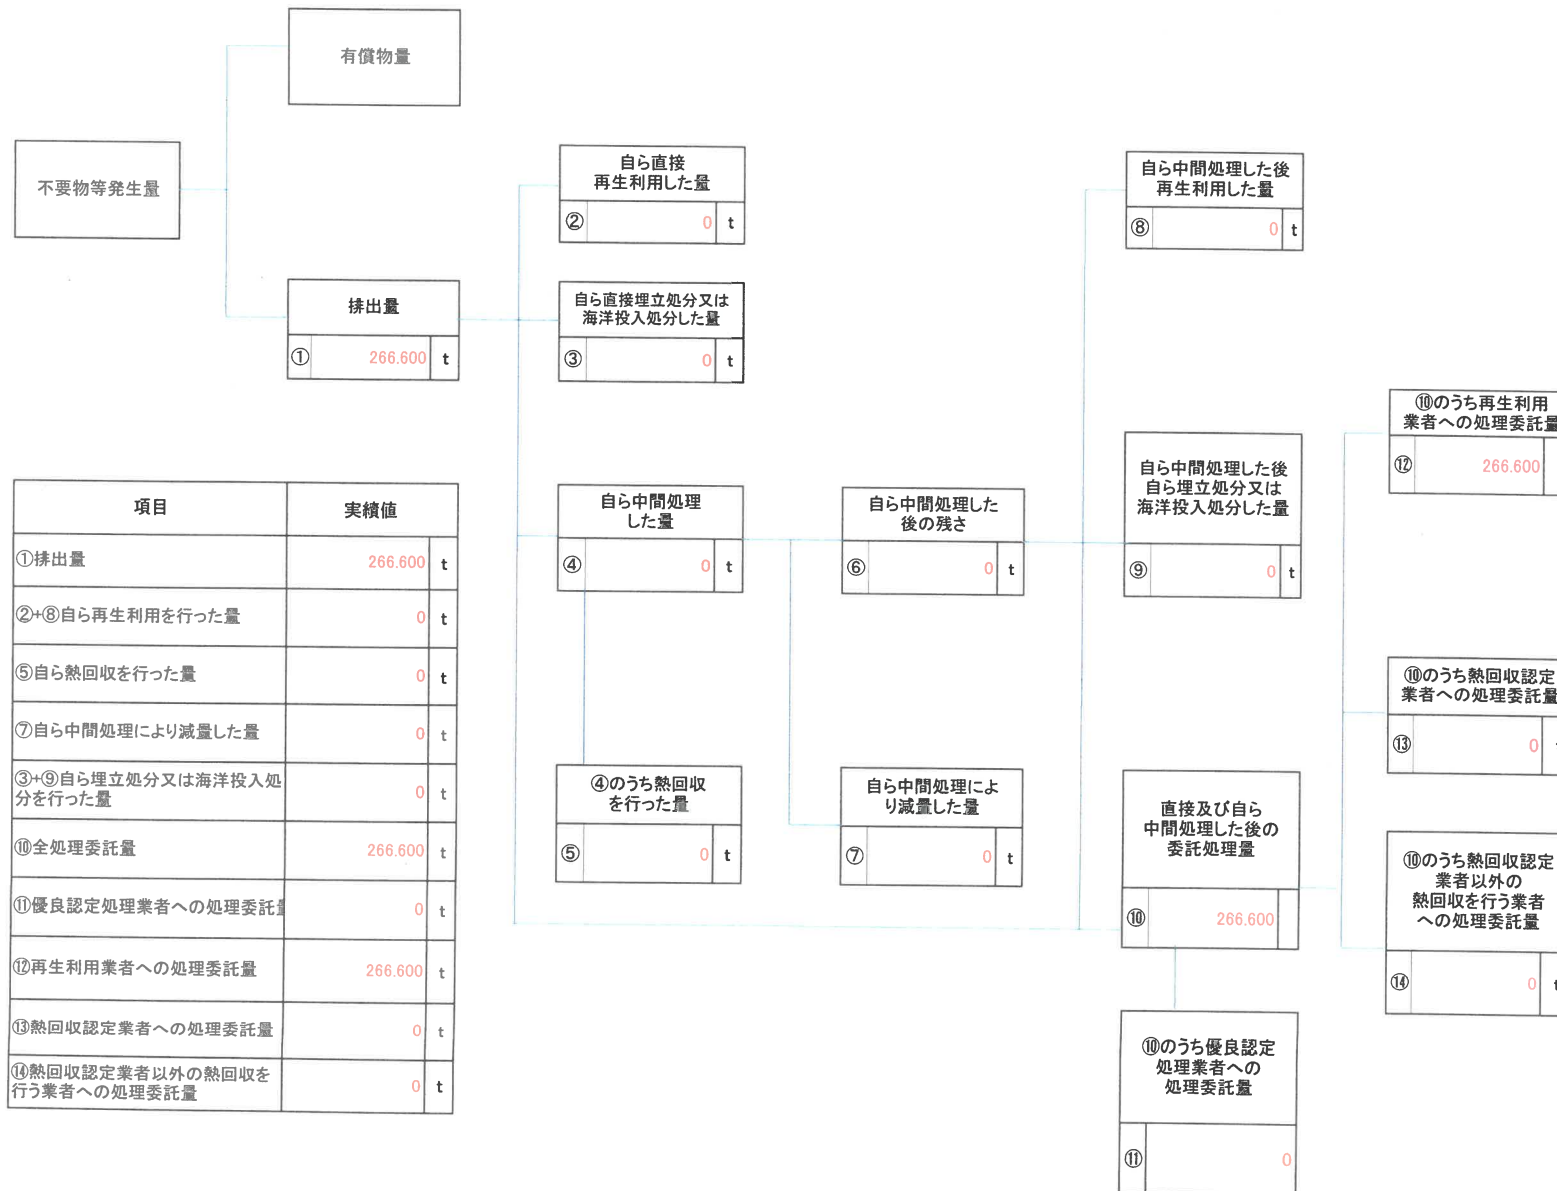 有償物量
不要物等発生量
排出量
① 266.600 t
自ら直接
再生利用した量
② 0 t
自ら直接埋立処分又は
海洋投入処分した量
③ 0 t
自ら中間処理
した量
④ 0 t
④のうち熱回収
を行った量
⑤ 0 t
自ら中間処理した
後の残さ
⑥ 0 t
自ら中間処理によ
り減量した量
⑦ 0 t
自ら中間処理した後
再生利用した量
⑧ 0 t
自ら中間処理した後
自ら埋立処分又は
海洋投入処分した量
⑨ 0 t
直接及び自ら
中間処理した後の
委託処理量
⑩ 266.600
⑩のうち優良認定
処理業者への
処理委託量
⑪ 0
⑩のうち再生利用
業者への処理委託量
⑫ 266.600
⑩のうち熱回収認定
業者への処理委託量
⑬ 0
⑩のうち熱回収認定
業者以外の
熱回収を行う業者
への処理委託量
⑭ 0 t
項目 実績値
①排出量 266.600 t
②+⑧自ら再生利用を行った量 0 t
⑤自ら熱回収を行った量 0 t
⑦自ら中間処理により減量した量 0 t
③+⑨自ら埋立処分又は海洋投入処
分を行った量 0 t
⑩全処理委託量 266.600 t
⑪優良認定処理業者への処理委託量 0 t
⑫再生利用業者への処理委託量 266.600 t
⑬熱回収認定業者への処理委託量 0 t
⑭熱回収認定業者以外の熱回収を
行う業者への処理委託量 0 t